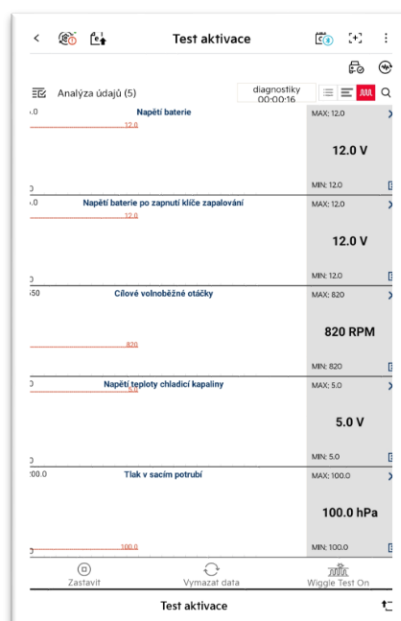 Test aktivace
Analýza údajů (5)
diagnostiky
00:00:16
Napětí baterie
12.0
MAX: 12.0
12.0 V
MIN: 12.0
Napětí baterie po zapnutí klíče zapalování
12.0
MAX: 12.0
12.0 V
MIN: 12.0
Cílové volnoběžné otáčky
820
MAX: 820
820 RPM
MIN: 820
Napětí teploty chladicí kapaliny
5.0
MAX: 5.0
5.0 V
MIN: 5.0
Tlak v sacím potrubí
100.0
MAX: 100.0
100.0 hPa
MIN: 100.0
Zastavit
Vymazat data
Wiggle Test On
Test aktivace